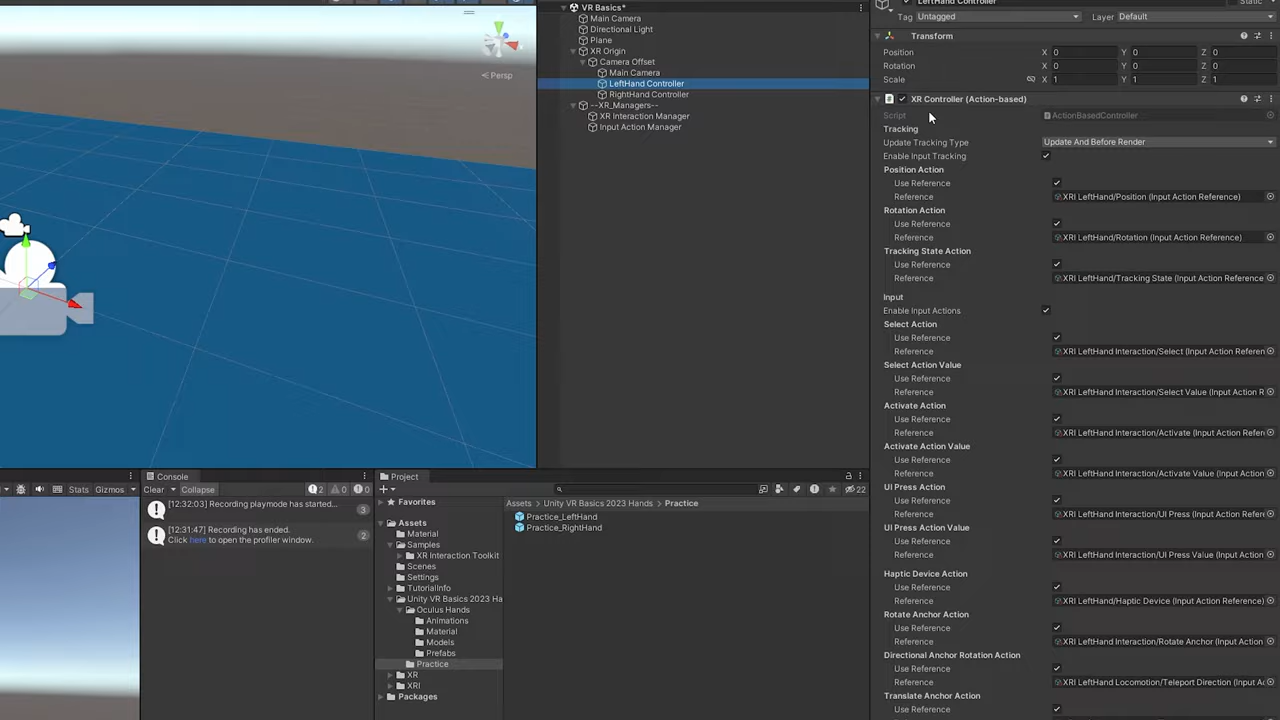 Persp
VR Basics*
Main Camera
Directional Light
Plane
XR Origin
Camera Offset
Main Camera
LeftHand Controller
RightHand Controller
--XR_Managers--
XR Interaction Manager
Input Action Manager
LeftHand Controller
Static
Tag Untagged Layer Default
Transform
Position X 0 Y 0 Z 0
Rotation X 0 Y 0 Z 0
Scale X 1 Y 1 Z 1
XR Controller (Action-based)
Script ActionBasedController
Tracking
Update Tracking Type Update And Before Render
Enable Input Tracking
Position Action
Use Reference
Reference XRI LeftHand/Position (Input Action Reference)
Rotation Action
Use Reference
Reference XRI LeftHand/Rotation (Input Action Reference)
Tracking State Action
Use Reference
Reference XRI LeftHand/Tracking State (Input Action Reference
Input
Enable Input Actions
Select Action
Use Reference
Reference XRI LeftHand Interaction/Select (Input Action Referen
Select Action Value
Use Reference
Reference XRI LeftHand Interaction/Select Value (Input Action R
Activate Action
Use Reference
Reference XRI LeftHand Interaction/Activate (Input Action Referen
Activate Action Value
Use Reference
Reference XRI LeftHand Interaction/Activate Value (Input Action
UI Press Action
Use Reference
Reference XRI LeftHand Interaction/UI Press (Input Action Referen
UI Press Action Value
Use Reference
Reference XRI LeftHand Interaction/UI Press Value (Input Action
Haptic Device Action
Use Reference
Reference XRI LeftHand/Haptic Device (Input Action Reference)
Rotate Anchor Action
Use Reference
Reference XRI LeftHand Interaction/Rotate Anchor (Input Action
Directional Anchor Rotation Action
Use Reference
Reference XRI LeftHand Locomotion/Teleport Direction (Input Ac
Translate Anchor Action
Use Reference
Stats Gizmos
Console
Clear Collapse 2 0 0
[12:32:03] Recording playmode has started... 3
[12:31:47] Recording has ended.
Click here to open the profiler window. 2
Project
22
Favorites
Assets
Material
Samples
XR Interaction Toolkit
Scenes
Settings
TutorialInfo
Unity VR Basics 2023 Ha
Oculus Hands
Animations
Material
Models
Prefabs
Practice
XR
XRI
Packages
Assets Unity VR Basics 2023 Hands Practice
Practice_LeftHand
Practice_RightHand